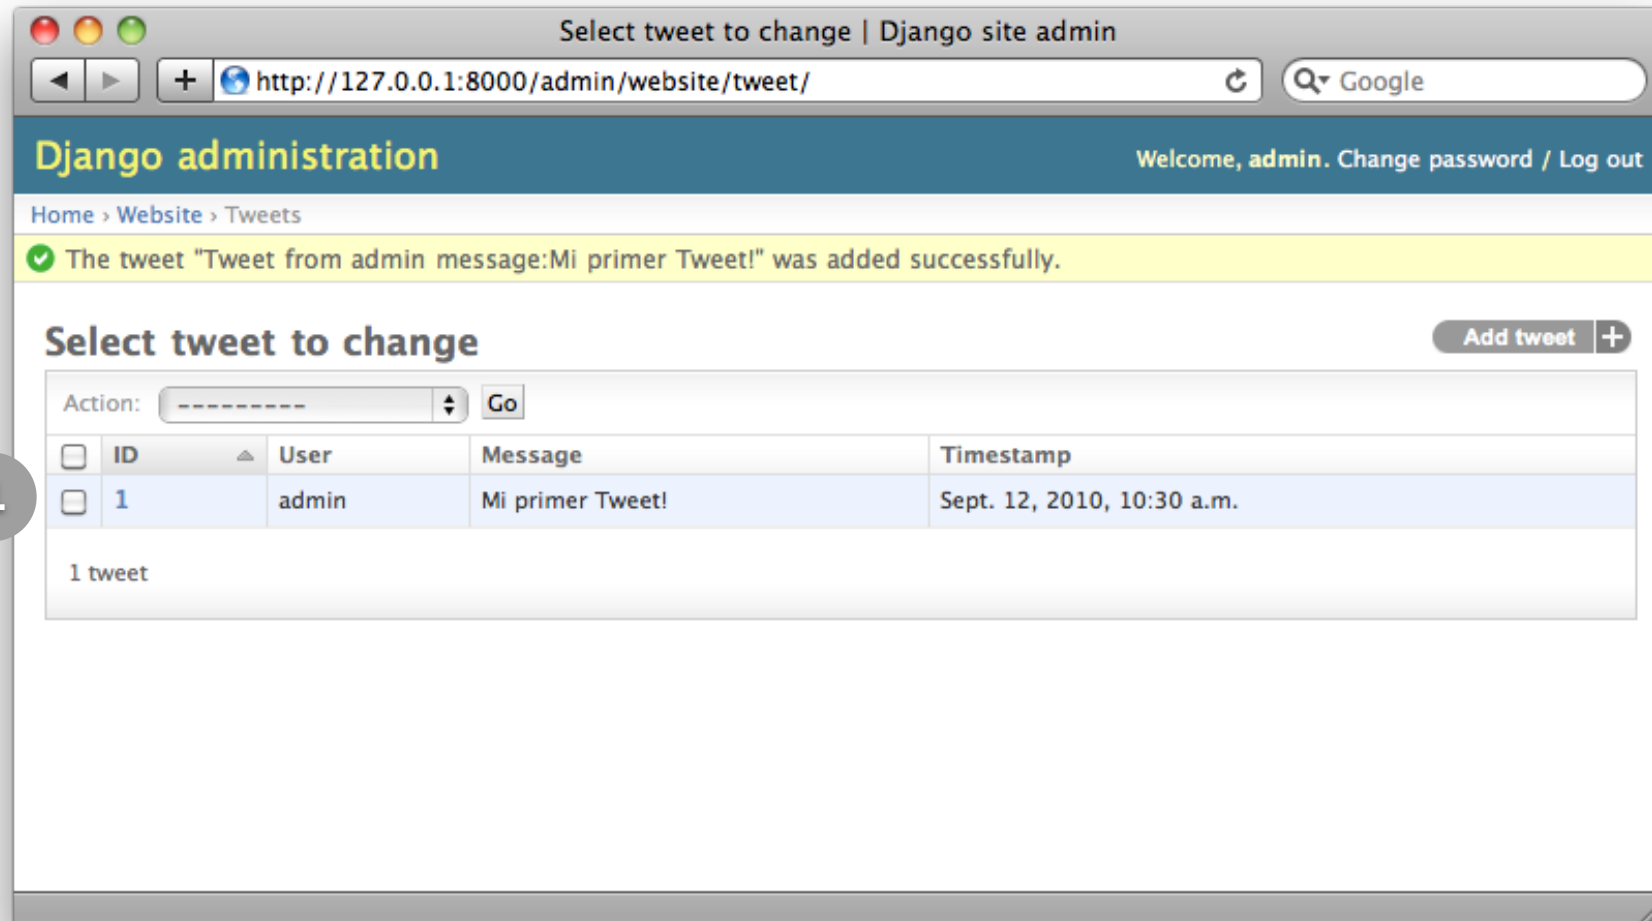 Select tweet to change | Django site admin
http://127.0.0.1:8000/admin/website/tweet/
Google
Django administration
Welcome, admin. Change password / Log out
Home › Website › Tweets
The tweet "Tweet from admin message:Mi primer Tweet!" was added successfully.
Select tweet to change
Add tweet +
Action: --------- Go
ID User Message Timestamp
1 admin Mi primer Tweet! Sept. 12, 2010, 10:30 a.m.
1 tweet